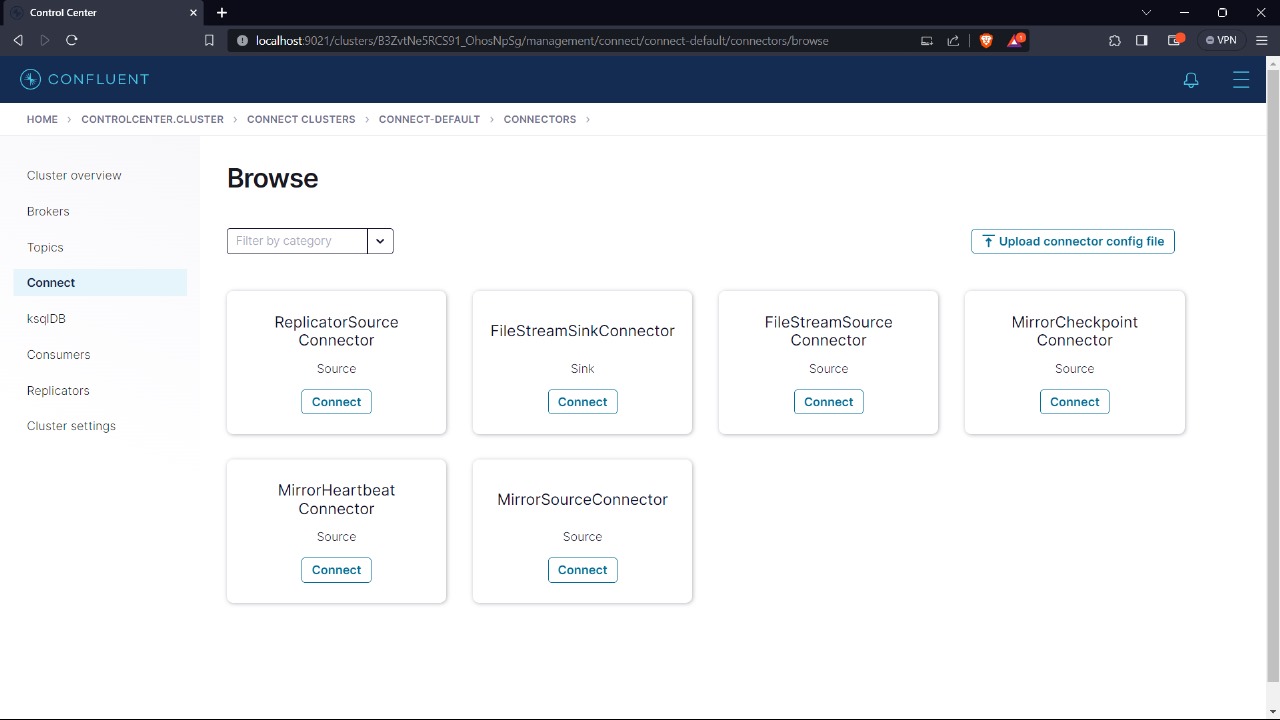 Control Center
localhost:9021/clusters/B3ZvtNe5RCS91_OhosNpSg/management/connect/connect-default/connectors/browse
1
VPN
CONFLUENT
HOME > CONTROLCENTER.CLUSTER > CONNECT CLUSTERS > CONNECT-DEFAULT > CONNECTORS >
Cluster overview
Brokers
Topics
Connect
ksqlDB
Consumers
Replicators
Cluster settings
Browse
Filter by category
Upload connector config file
ReplicatorSource
Connector
Source
Connect
FileStreamSinkConnector
Sink
Connect
FileStreamSource
Connector
Source
Connect
MirrorCheckpoint
Connector
Source
Connect
MirrorHeartbeat
Connector
Source
Connect
MirrorSourceConnector
Source
Connect